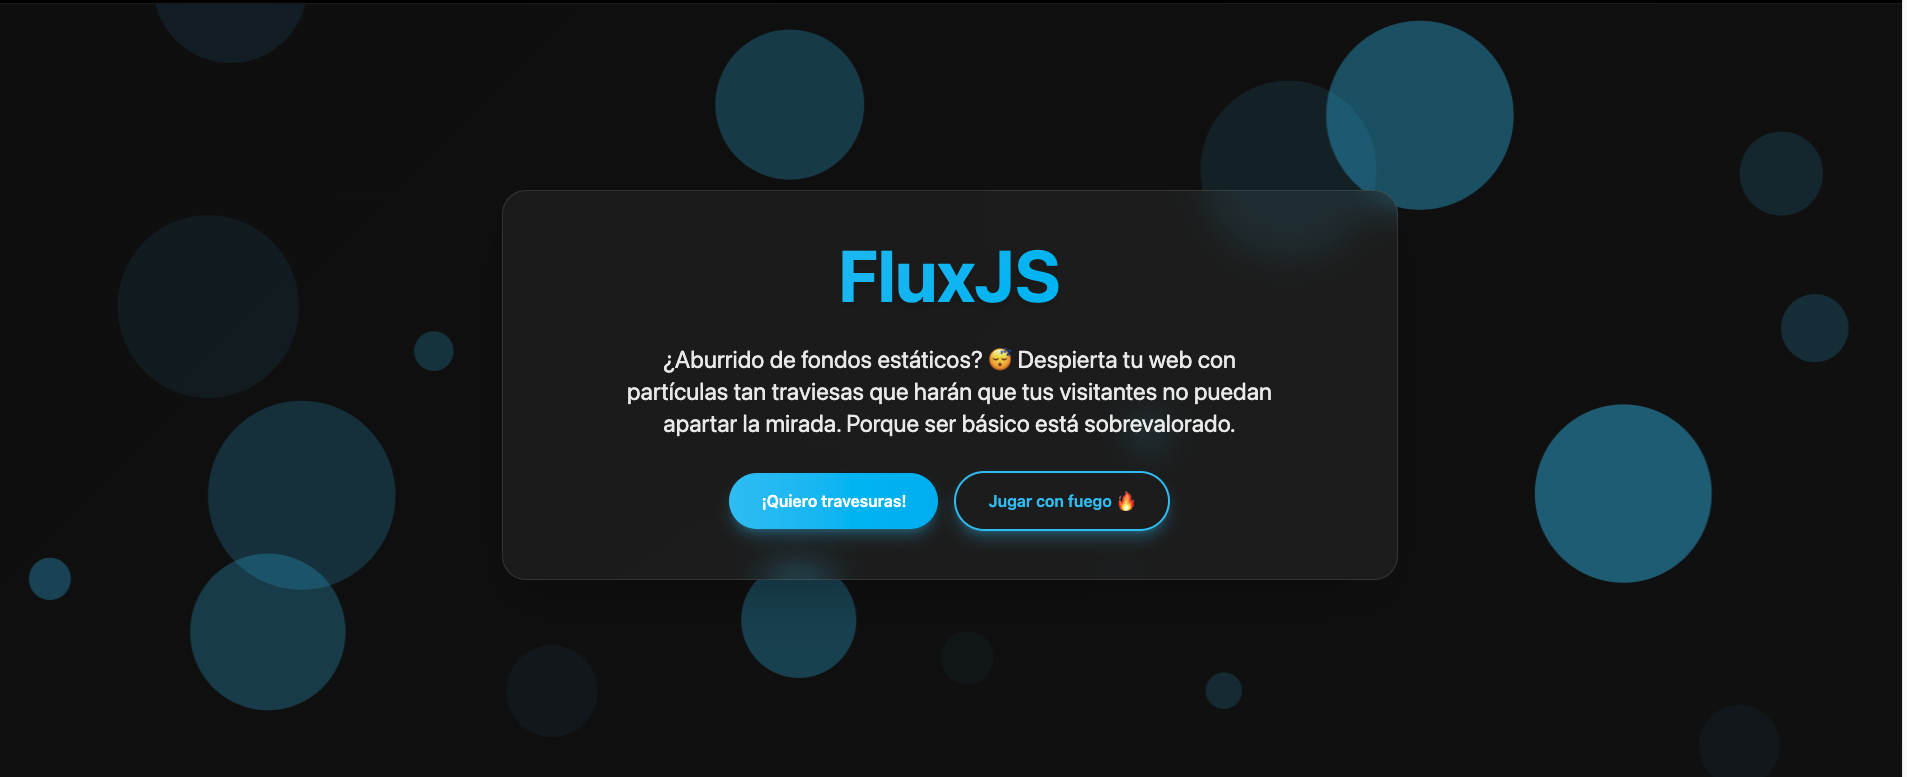 FluxJS
¿Aburrido de fondos estáticos? 😴 Despierta tu web con
partículas tan traviesas que harán que tus visitantes no puedan
apartar la mirada. Porque ser básico está sobrevalorado.
¡Quiero travesuras!
Jugar con fuego 🔥